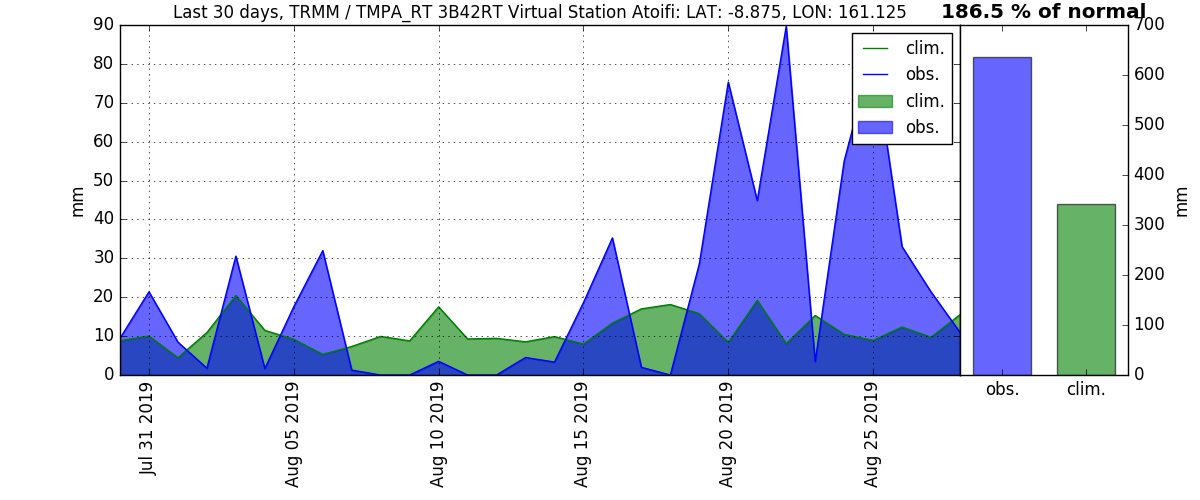 Last 30 days, TRMM / TMPA_RT 3B42RT Virtual Station Atoifi: LAT: -8.875, LON: 161.125
186.5 % of normal
90
80
70
60
50
40
30
20
10
0
mm
clim.
obs.
clim.
obs.
Jul 31 2019
Aug 05 2019
Aug 10 2019
Aug 15 2019
Aug 20 2019
Aug 25 2019
700
600
500
400
300
200
100
0
mm
obs.
clim.